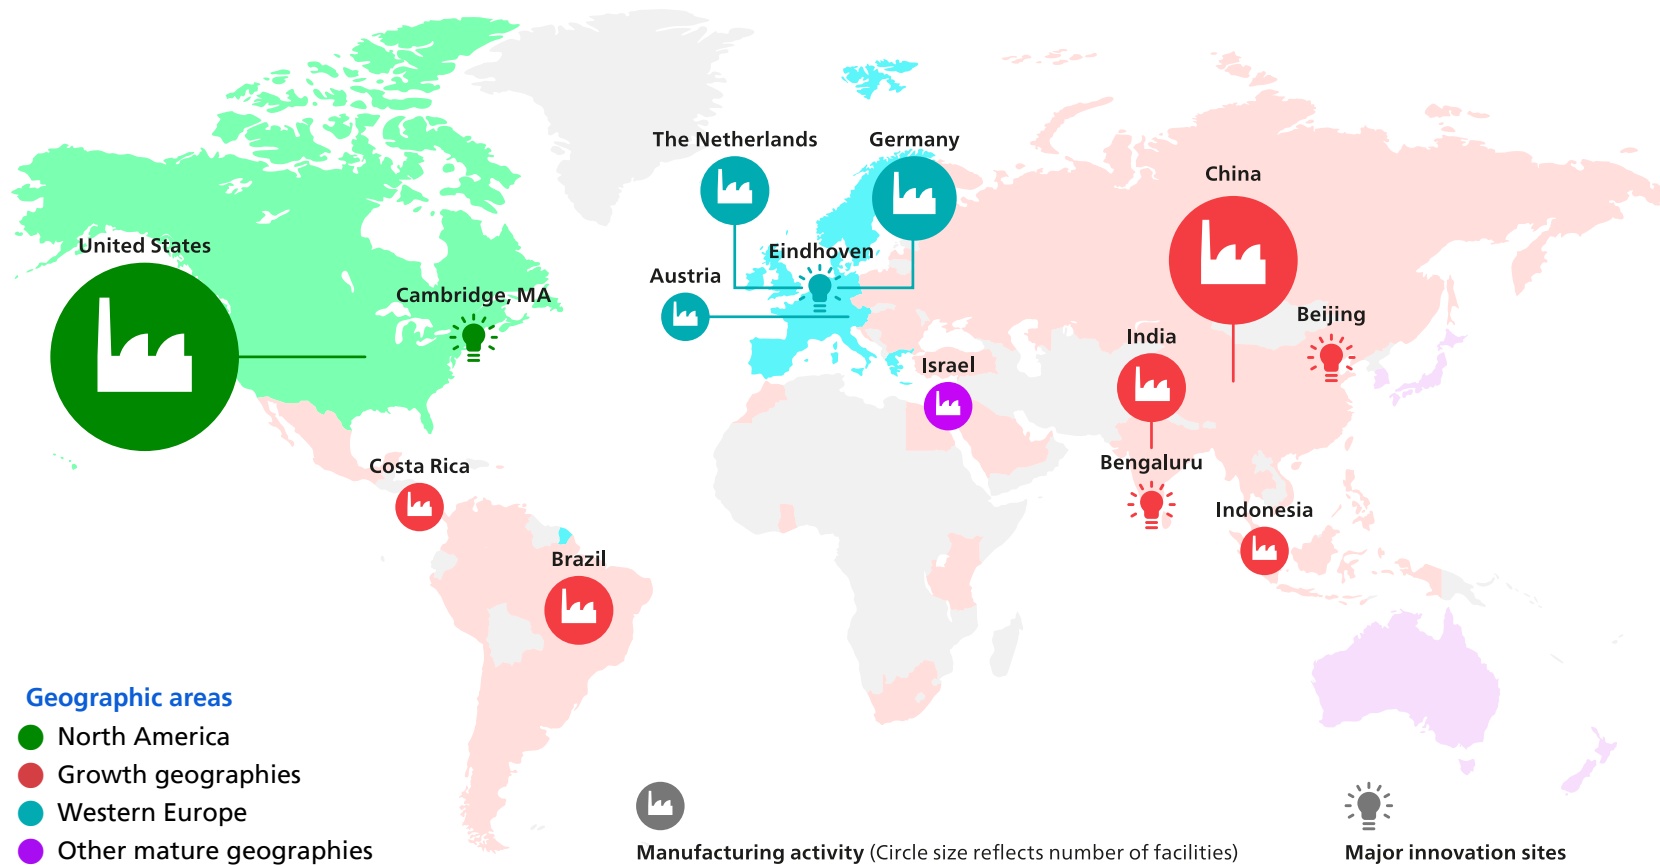 The Netherlands
Germany
China
United States
Eindhoven
Austria
Cambridge, MA
Beijing
India
Israel
Costa Rica
Bengaluru
Indonesia
Brazil
Geographic areas
North America
Growth geographies
Western Europe
Other mature geographies
Manufacturing activity (Circle size reflects number of facilities)
Major innovation sites